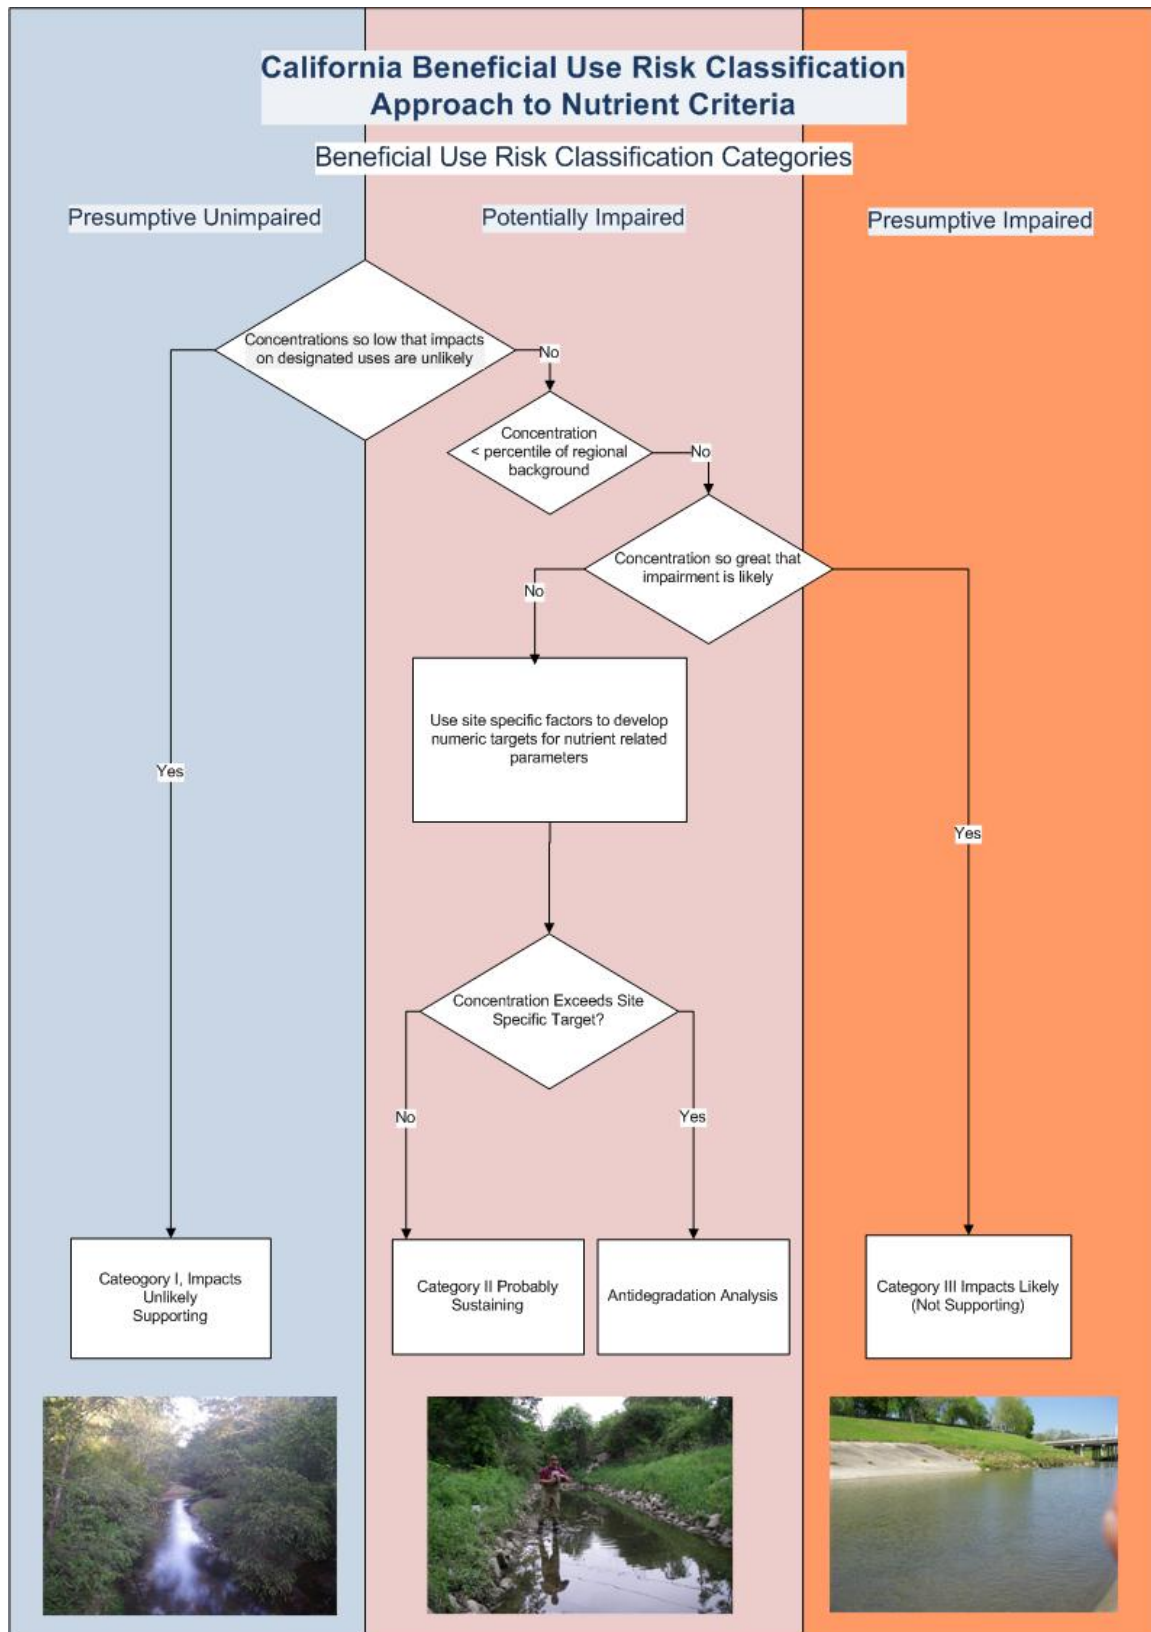 California Beneficial Use Risk Classification
Approach to Nutrient Criteria
Beneficial Use Risk Classification Categories
Presumptive Unimpaired
Potentially Impaired
Presumptive Impaired
Concentrations so low that impacts
on designated uses are unlikely
No
Concentration
< percentile of regional
background
No
Concentration so great that
impairment is likely
No
Use site specific factors to develop
numeric targets for nutrient related
parameters
Yes
Yes
Concentration Exceeds Site
Specific Target?
No
Yes
Cateogory I, Impacts
Unlikely
Supporting
Category II Probably
Sustaining
Antidegradation Analysis
Category III Impacts Likely
(Not Supporting)